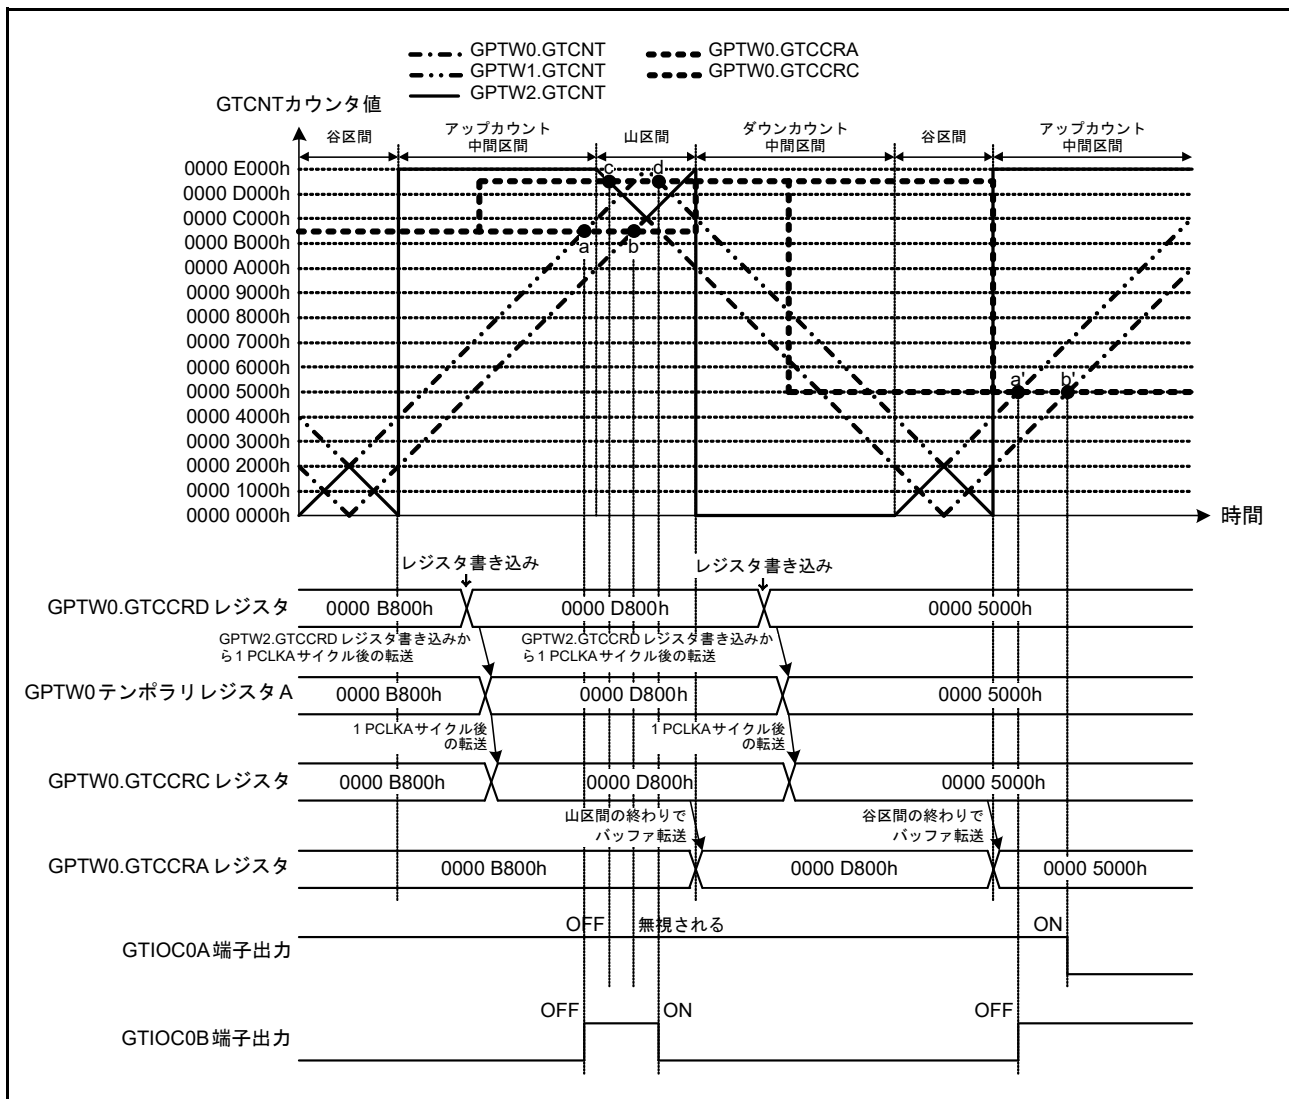 GPTW0.GTCNT
GPTW1.GTCNT
GPTW2.GTCNT
GPTW0.GTCCRA
GPTW0.GTCCRC
GTCNTカウンタ値
谷区間
アップカウント
中間区間
山区間
ダウンカウント
中間区間
谷区間
アップカウント
中間区間
0000 E000h
0000 D000h
0000 C000h
0000 B000h
0000 A000h
0000 9000h
0000 8000h
0000 7000h
0000 6000h
0000 5000h
0000 4000h
0000 3000h
0000 2000h
0000 1000h
0000 0000h
c
d
a
b
a'
b'
時間
レジスタ書き込み
レジスタ書き込み
GPTW0.GTCCRD レジスタ
0000 B800h
0000 D800h
0000 5000h
GPTW2.GTCCRD レジスタ書き込みか
ら1 PCLKAサイクル後の転送
GPTW2.GTCCRD レジスタ書き込みか
ら1 PCLKAサイクル後の転送
GPTW0テンポラリレジスタA
0000 B800h
0000 D800h
0000 5000h
1 PCLKAサイクル後
の転送
1 PCLKAサイクル後
の転送
GPTW0.GTCCRC レジスタ
0000 B800h
0000 D800h
0000 5000h
山区間の終わりで
バッファ転送
谷区間の終わりで
バッファ転送
GPTW0.GTCCRA レジスタ
0000 B800h
0000 D800h
0000 5000h
OFF
無視される
ON
GTIOC0A端子出力
OFF
ON
OFF
GTIOC0B端子出力